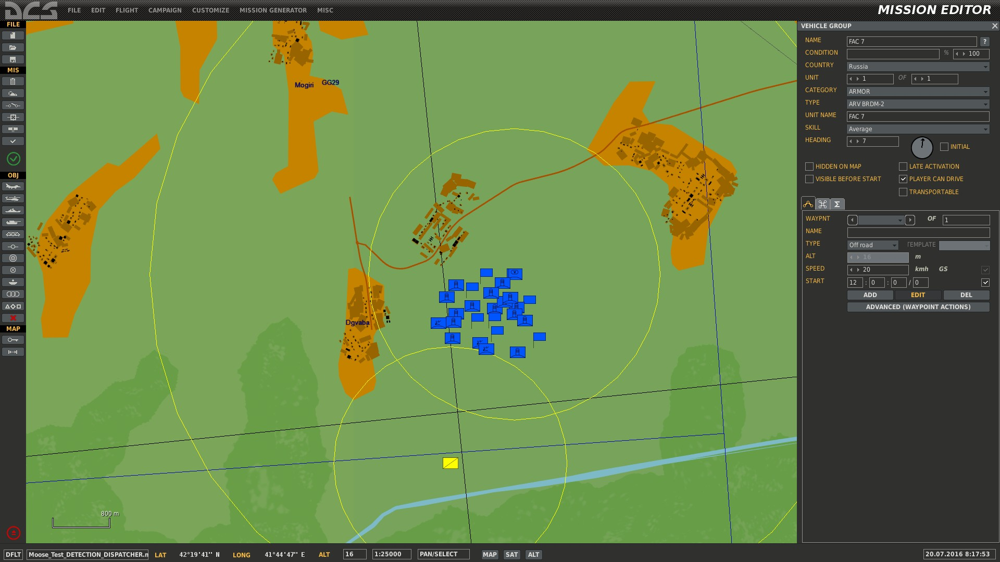 DCS
FILE EDIT FLIGHT CAMPAIGN CUSTOMIZE MISSION GENERATOR MISC
MISSION EDITOR
FILE
MIS
OBJ
MAP
Mogiri
GG29
Dgvaba
800 m
VEHICLE GROUP
NAME FAC 7 ?
CONDITION % 100
COUNTRY Russia
UNIT 1 OF 1
CATEGORY ARMOR
TYPE ARV BRDM-2
UNIT NAME FAC 7
SKILL Average
HEADING 7 INITIAL
HIDDEN ON MAP LATE ACTIVATION
VISIBLE BEFORE START PLAYER CAN DRIVE
TRANSPORTABLE
Σ
WAYPNT OF 1
NAME
TYPE Off road TEMPLATE
ALT 16 m
SPEED 20 kmh GS
START 12 : 0 : 0 / 0
ADD EDIT DEL
ADVANCED (WAYPOINT ACTIONS)
DFLT Moose_Test_DETECTION_DISPATCHER.m LAT 42°19'41" N LONG 41°44'47" E ALT 16 1:25000 PAN/SELECT MAP SAT ALT 20.07.2016 8:17:53